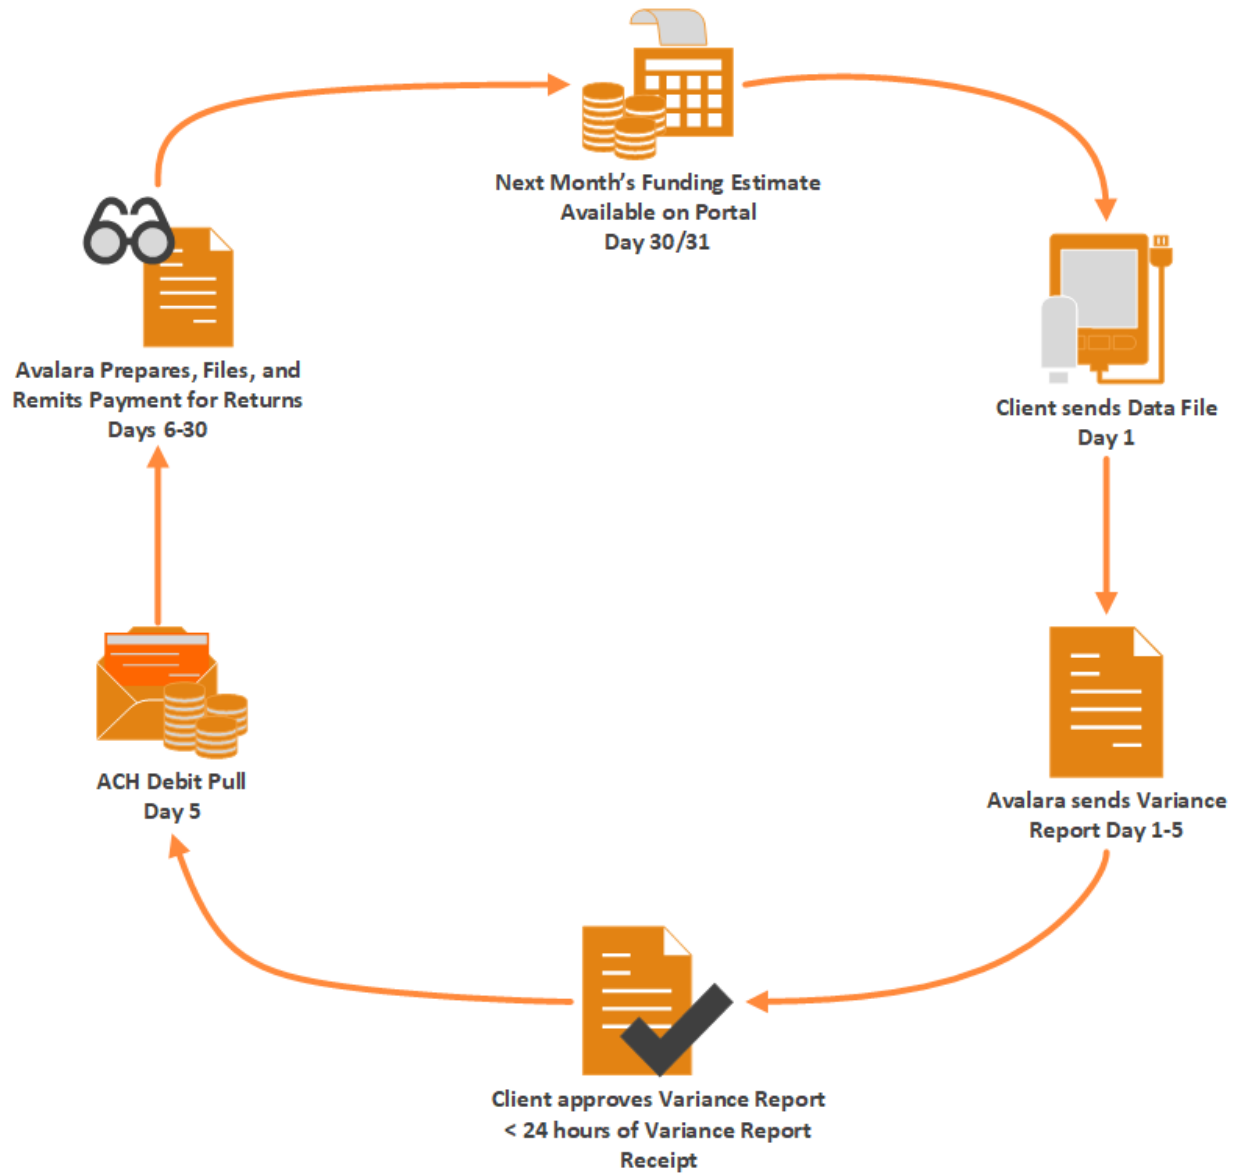 Next Month's Funding Estimate
Available on Portal
Day 30/31
Client sends Data File
Day 1
Avalara sends Variance
Report Day 1-5
Client approves Variance Report
< 24 hours of Variance Report
Receipt
ACH Debit Pull
Day 5
Avalara Prepares, Files, and
Remits Payment for Returns
Days 6-30